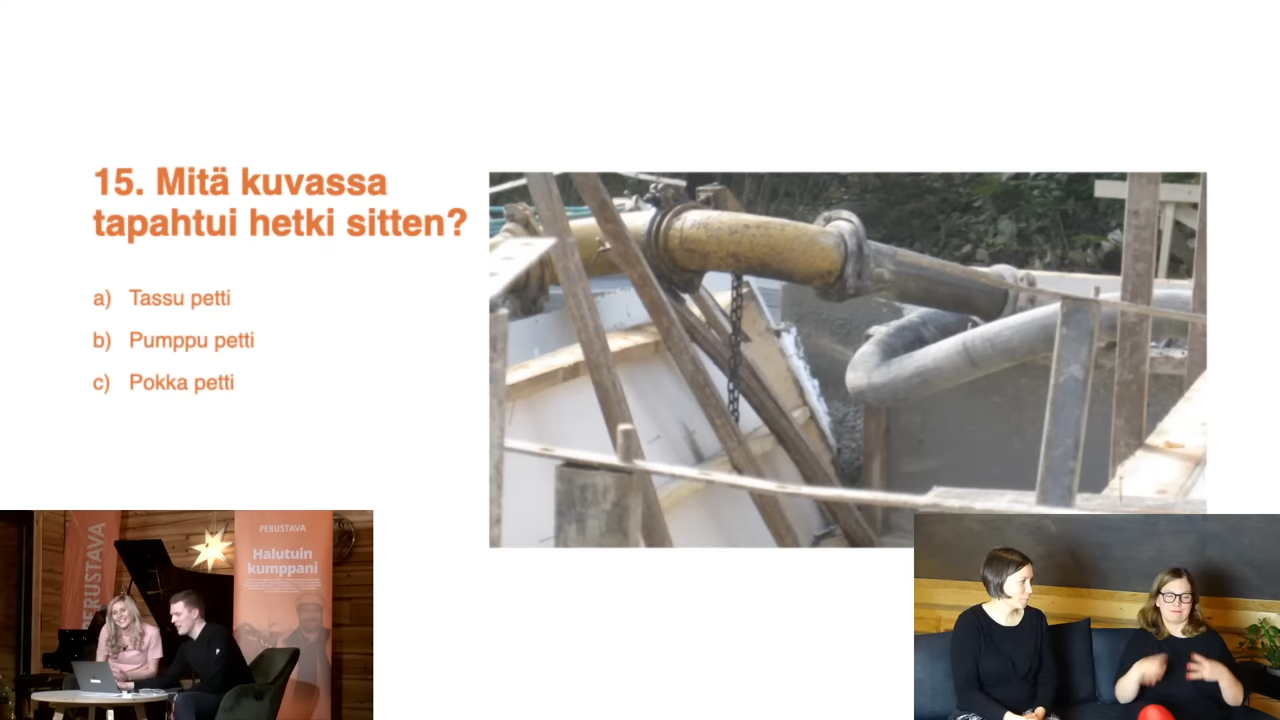 15. Mitä kuvassa
tapahtui hetki sitten?
a) Tassu petti
b) Pumppu petti
c) Pokka petti
PERUSTAVA
PERUSTAVA
Halutuin
kumppani